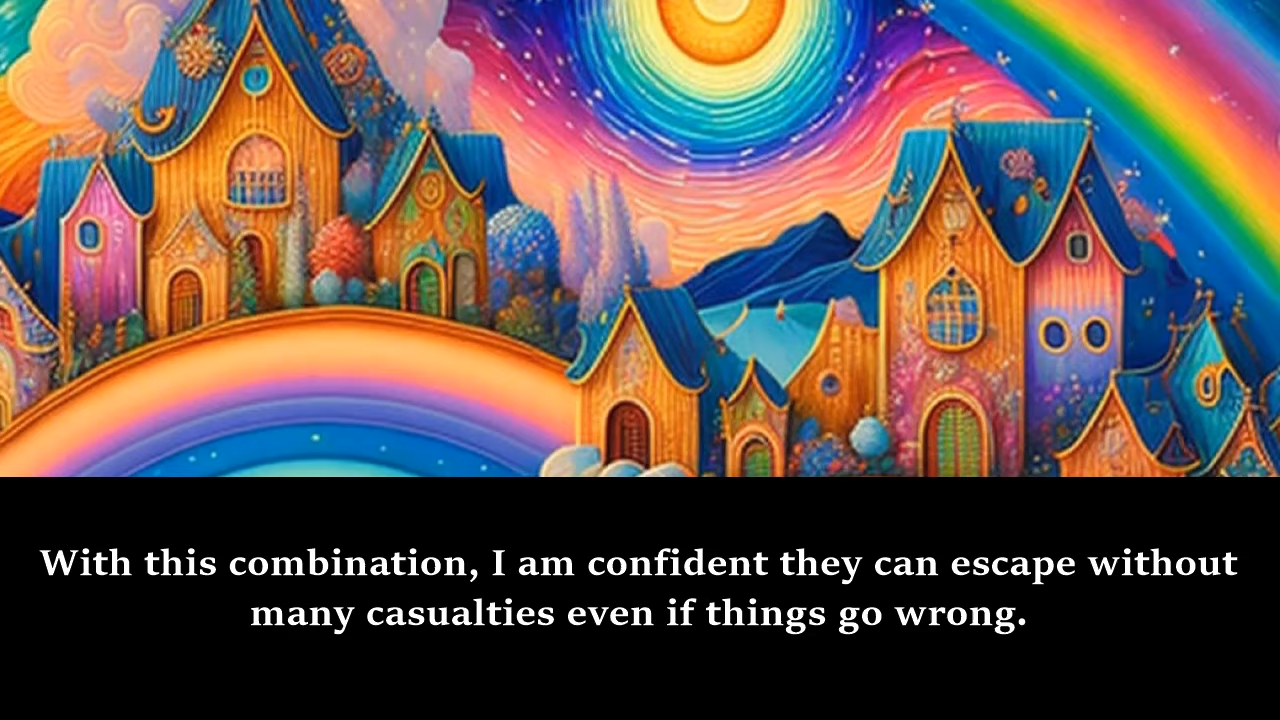 With this combination, I am confident they can escape without
many casualties even if things go wrong.